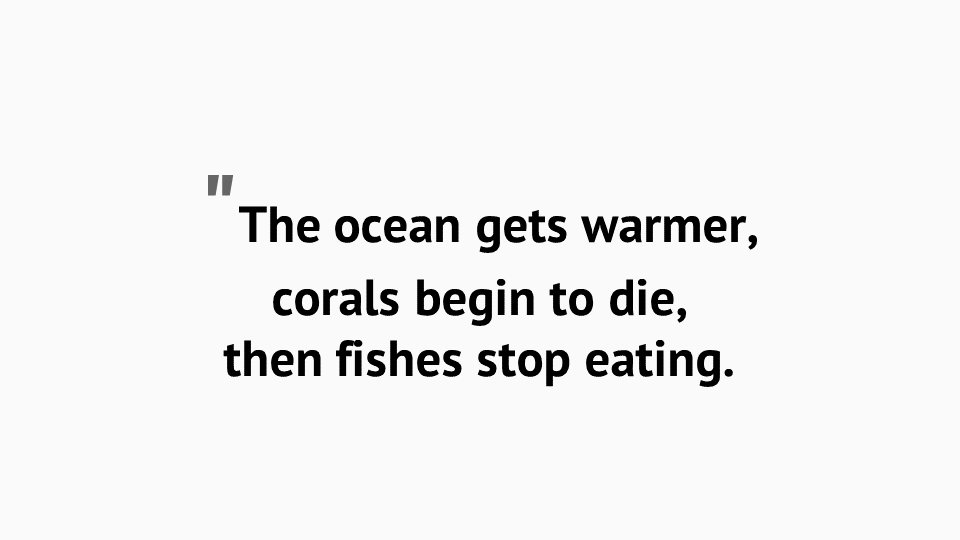 "The ocean gets warmer,
corals begin to die,
then fishes stop eating.